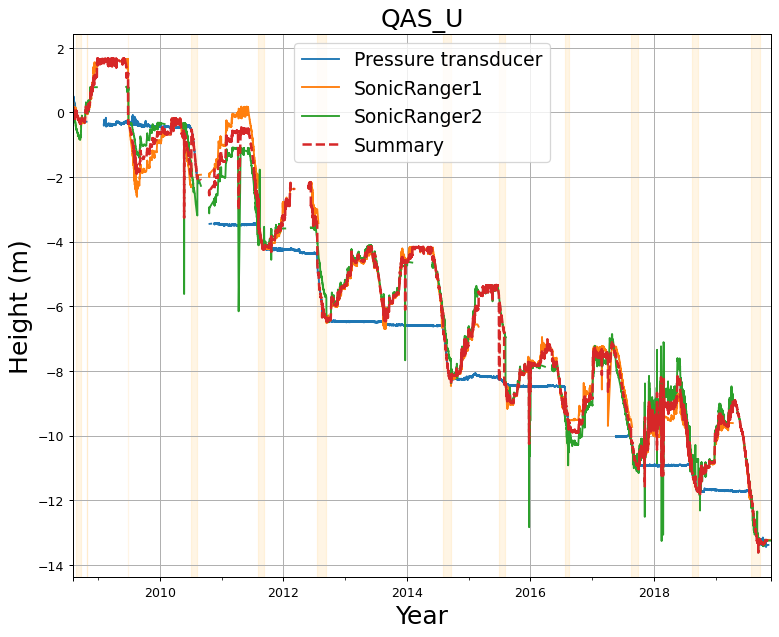 QAS_U
Pressure transducer
SonicRanger1
SonicRanger2
Summary
Height (m)
2
0
−2
−4
−6
−8
−10
−12
−14
2010 2012 2014 2016 2018
Year